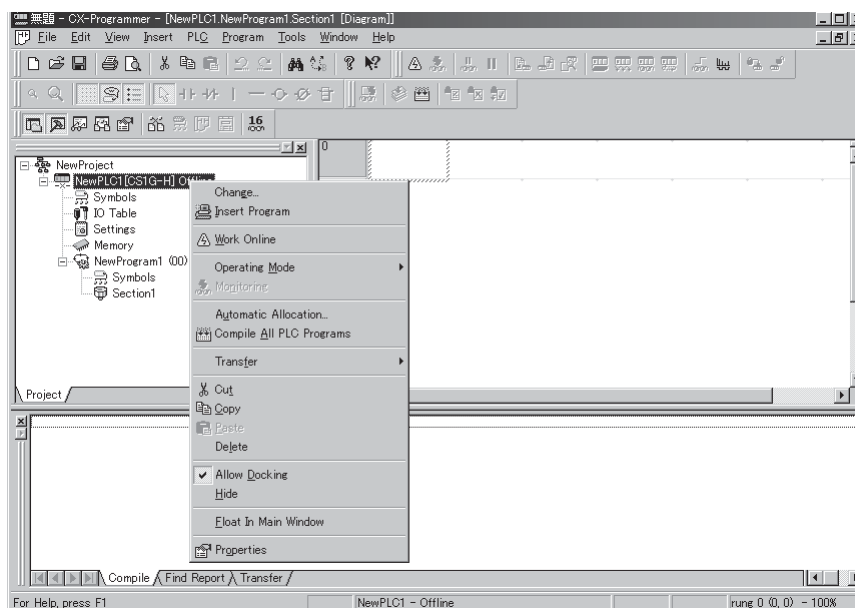 無題 - CX-Programmer - [NewPLC1.NewProgram1.Section1 [Diagram]]
File Edit View Insert PLC Program Tools Window Help
16
0
NewProject
NewPLC1[CS1G-H]
Symbols
IO Table
Settings
Memory
NewProgram1 (00)
Symbols
Section1
Project
Change...
Insert Program
Work Online
Operating Mode
Monitoring
Automatic Allocation...
Compile All PLC Programs
Transfer
Cut
Copy
Paste
Delete
Allow Docking
Hide
Float In Main Window
Properties
Compile Find Report Transfer
For Help, press F1 NewPLC1 - Offline rung 0 (0, 0) - 100%